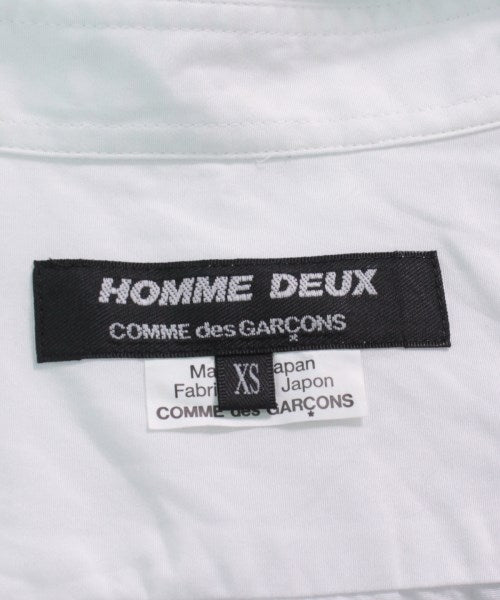 HOMME DEUX
COMME des GARÇONS
XS
Ma apan
Fabri Japon
COMME des GARÇONS